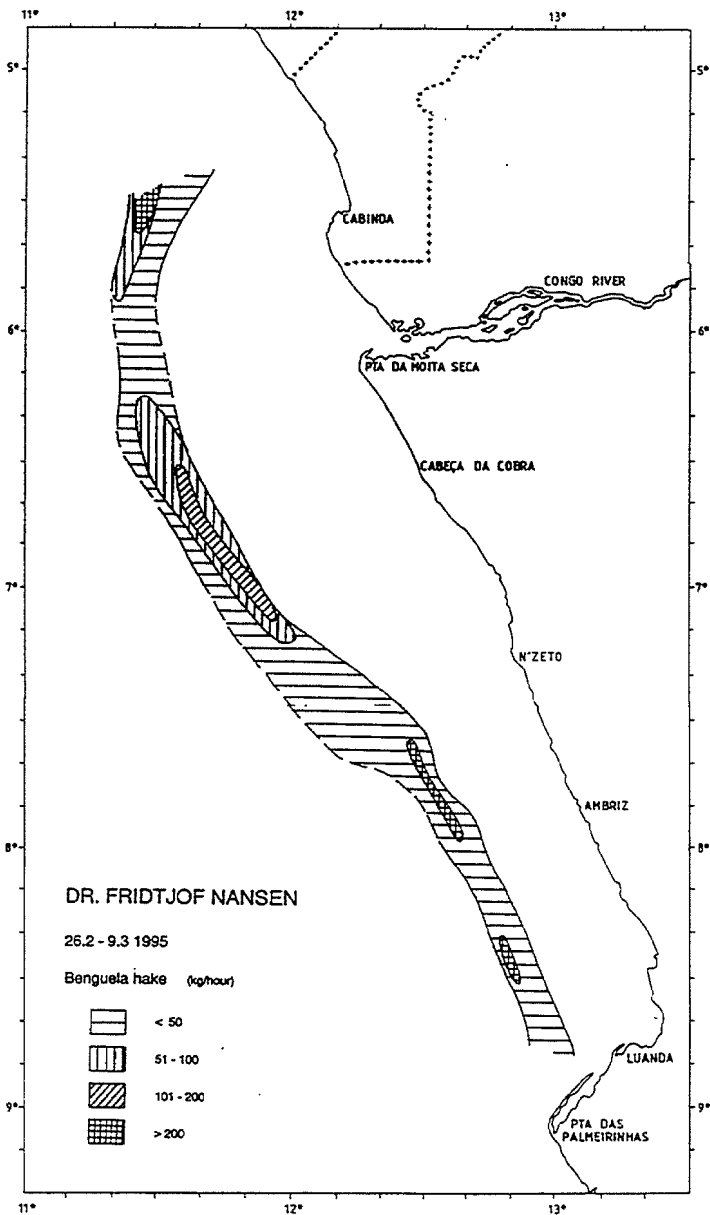 11°
12°
13°
5°
5°
CABINDA
CONGO RIVER
6°
6°
PTA DA MOITA SECA
CABEÇA DA COBRA
7°
7°
N'ZETO
AMBRIZ
8°
8°
DR. FRIDTJOF NANSEN
26.2 - 9.3 1995
Benguela hake (kg/hour)
< 50
51 - 100
101 - 200
> 200
LUANDA
9°
9°
PTA DAS
PALMEIRINHAS
11°
12°
13°